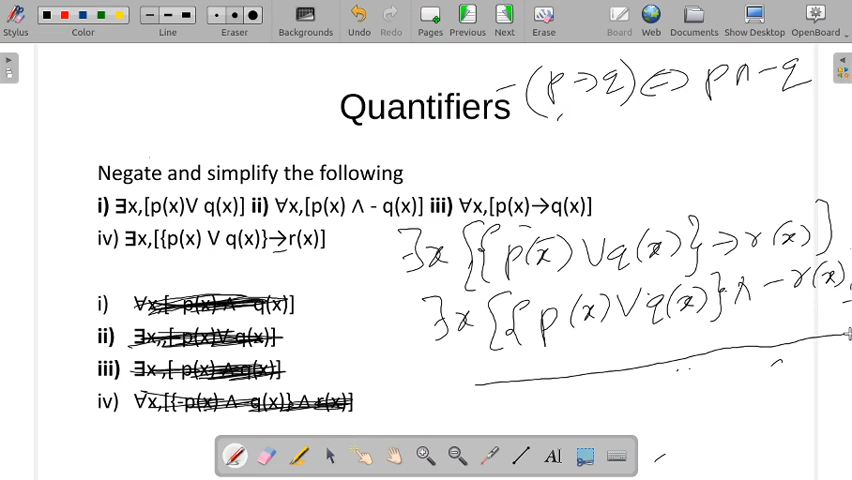 Stylus Color Line Eraser Backgrounds Undo Redo Pages Previous Next Erase Board Web Documents Show Desktop OpenBoard
-(p→q)⇔p∧-q
Quantifiers
Negate and simplify the following
i) ∃x,[p(x)V q(x)] ii) ∀x,[p(x) ∧ - q(x)] iii) ∀x,[p(x)→q(x)]
iv) ∃x,[{p(x) V q(x)}→r(x)]
∃x[{p(x)∨q(x)}→r(x)]
∃x[{p(x)∨q(x)}∧-r(x)
i) ∀x,[-p(x) ∧ -q(x)]
ii) ∃x,[-p(x)V q(x)]
iii) ∃x,[-p(x)∧q(x)]
iv) ∀x,[{-p(x) ∧ q(x)} ∧ r(x)]